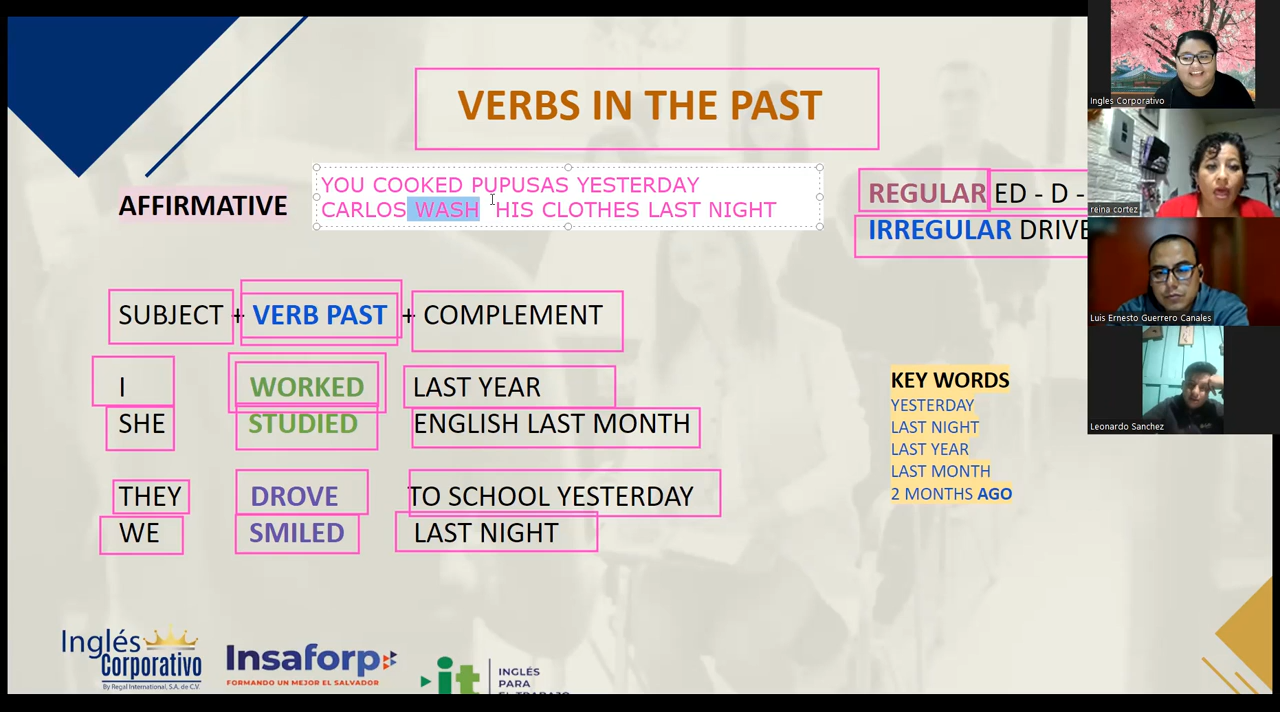 VERBS IN THE PAST
AFFIRMATIVE
YOU COOKED PUPUSAS YESTERDAY
CARLOS WASH HIS CLOTHES LAST NIGHT
REGULAR ED - D -
IRREGULAR DRIVE
SUBJECT + VERB PAST + COMPLEMENT
I WORKED LAST YEAR
SHE STUDIED ENGLISH LAST MONTH
THEY DROVE TO SCHOOL YESTERDAY
WE SMILED LAST NIGHT
KEY WORDS
YESTERDAY
LAST NIGHT
LAST YEAR
LAST MONTH
2 MONTHS AGO
Inglés
Corporativo
By Regal International, S.A. de C.V.
Insaforp
FORMANDO UN MEJOR EL SALVADOR
it
INGLÉS
PARA
EL TRABAJO
Ingles Corporativo
reina cortez
Luis Ernesto Guerrero Canales
Leonardo Sanchez